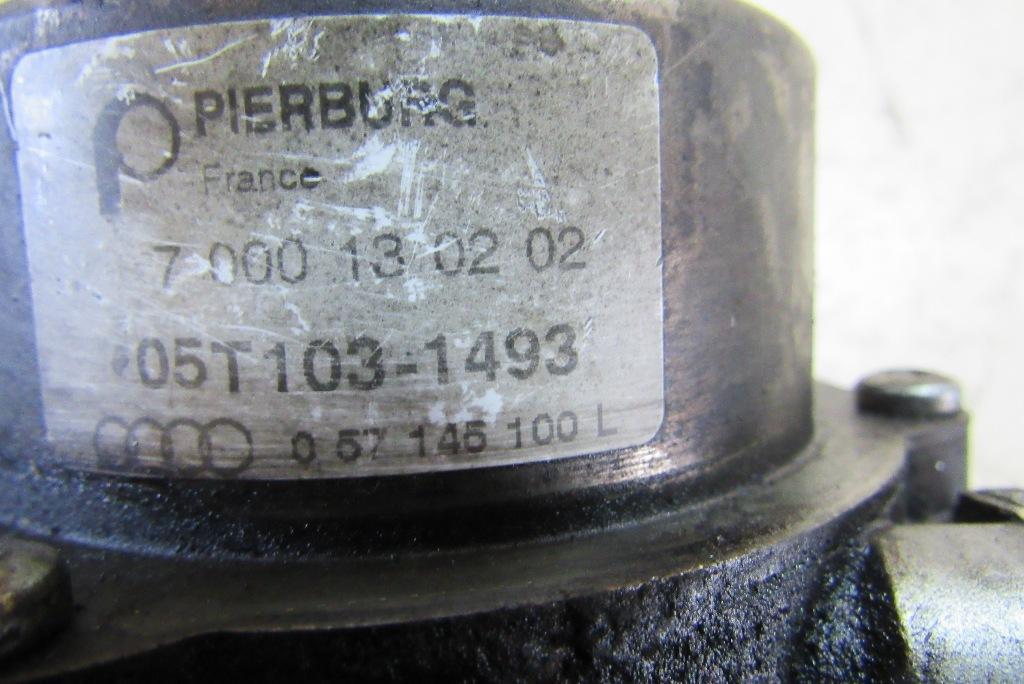 PIERBURG
France
7 000 13 02 02
05T103-1493
0 57 145 100 L